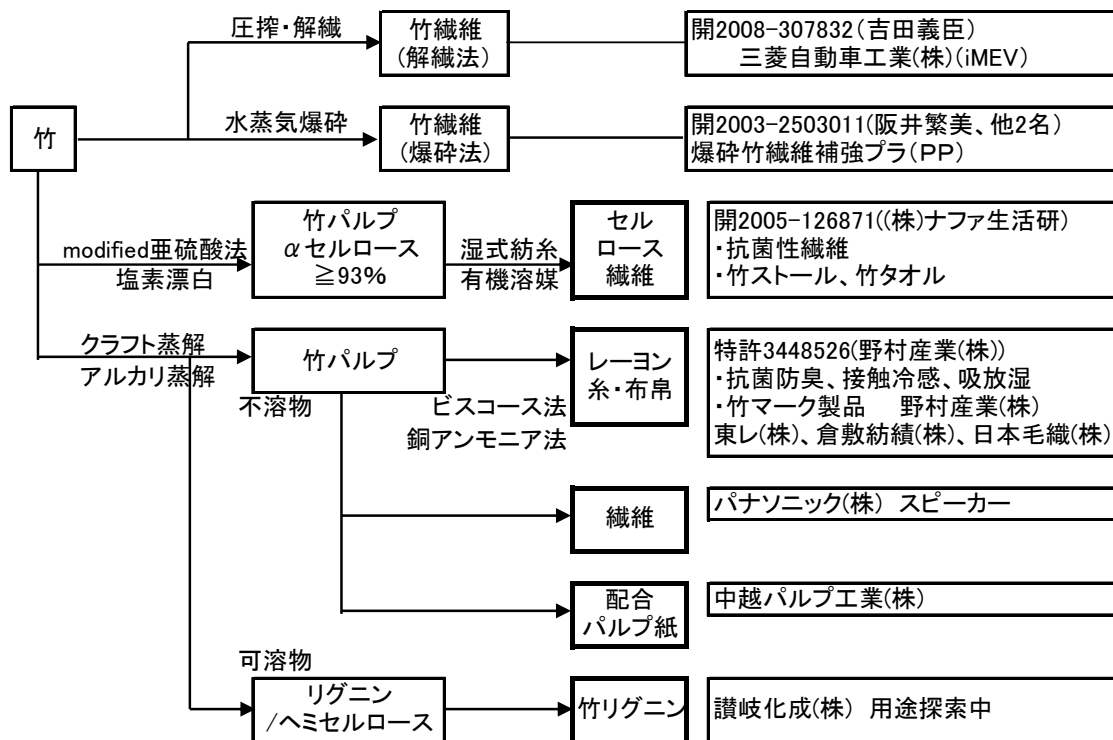 圧搾・解繊
竹繊維
(解繊法)
開2008-307832(吉田義臣)
三菱自動車工業(株)(iMEV)
竹
水蒸気爆砕
竹繊維
(爆砕法)
開2003-2503011(阪井繁美、他2名)
爆砕竹繊維補強プラ(PP)
modified亜硫酸法
塩素漂白
竹パルプ
αセルロース
≧93%
湿式紡糸
有機溶媒
セル
ロース
繊維
開2005-126871((株)ナファ生活研)
・抗菌性繊維
・竹ストール、竹タオル
クラフト蒸解
アルカリ蒸解
竹パルプ
不溶物
ビスコース法
銅アンモニア法
レーヨン
糸・布帛
特許3448526(野村産業(株))
・抗菌防臭、接触冷感、吸放湿
・竹マーク製品 野村産業(株)
東レ(株)、倉敷紡績(株)、日本毛織(株)
繊維
パナソニック(株) スピーカー
配合
パルプ紙
中越パルプ工業(株)
可溶物
リグニン
/ヘミセルロース
竹リグニン
讃岐化成(株) 用途探索中